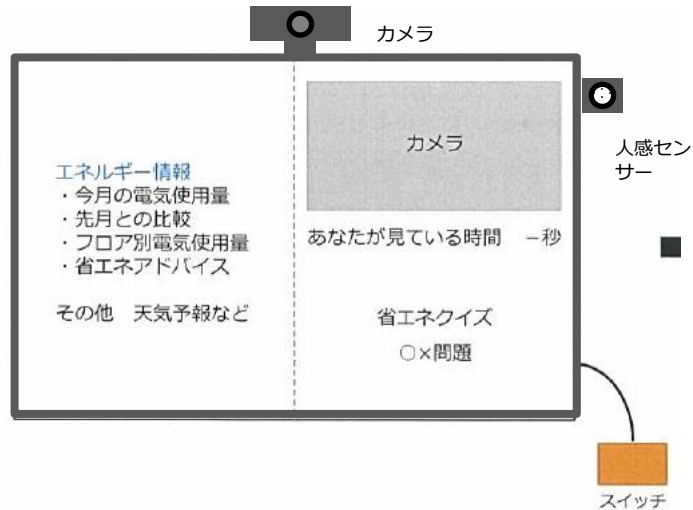 カメラ
人感セン
サー
エネルギー情報
・今月の電気使用量
・先月との比較
・フロア別電気使用量
・省エネアドバイス
その他　天気予報など
カメラ
あなたが見ている時間　－秒
省エネクイズ
○×問題
スイッチ